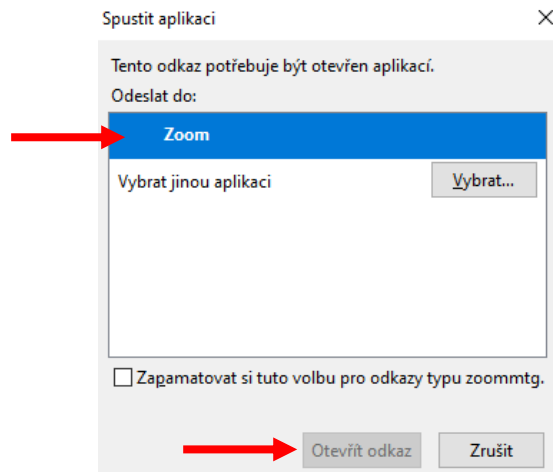 Spustit aplikaci
Tento odkaz potřebuje být otevřen aplikací.
Odeslat do:
Zoom
Vybrat jinou aplikaci
Vybrat...
Zapamatovat si tuto volbu pro odkazy typu zoommtg.
Otevřít odkaz
Zrušit